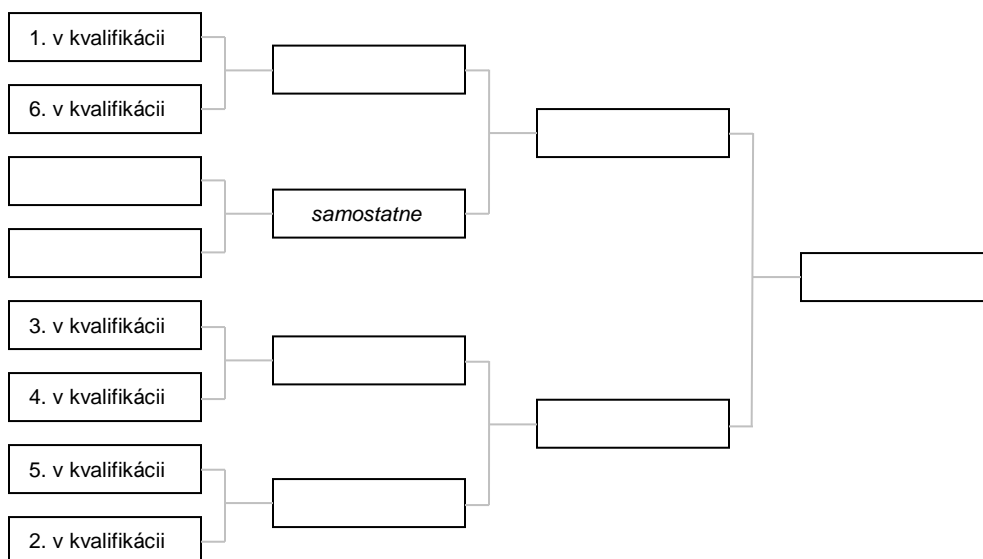 1. v kvalifikácii
6. v kvalifikácii
samostatne
3. v kvalifikácii
4. v kvalifikácii
5. v kvalifikácii
2. v kvalifikácii